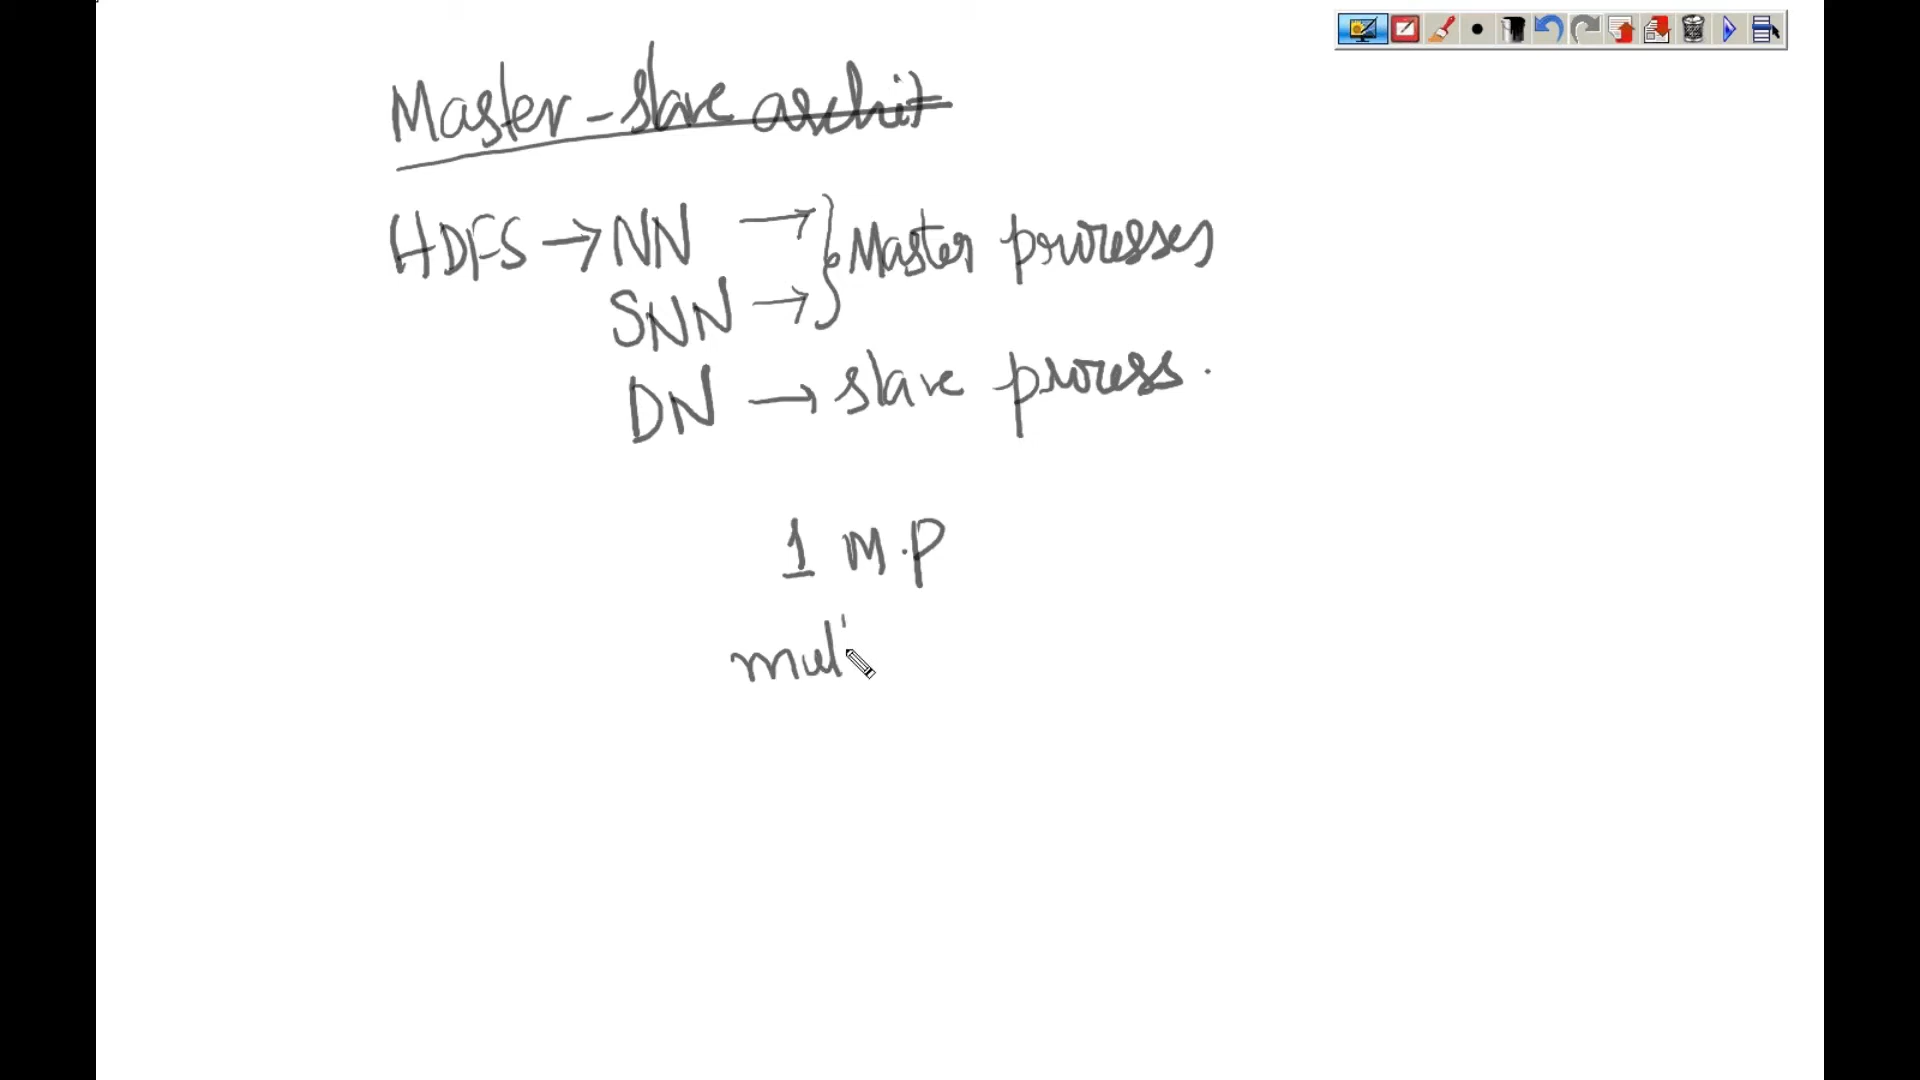 Master-slave archit
HDFS → NN → } Master processes
SNN →
DN → slave process.
1 M.P
mul